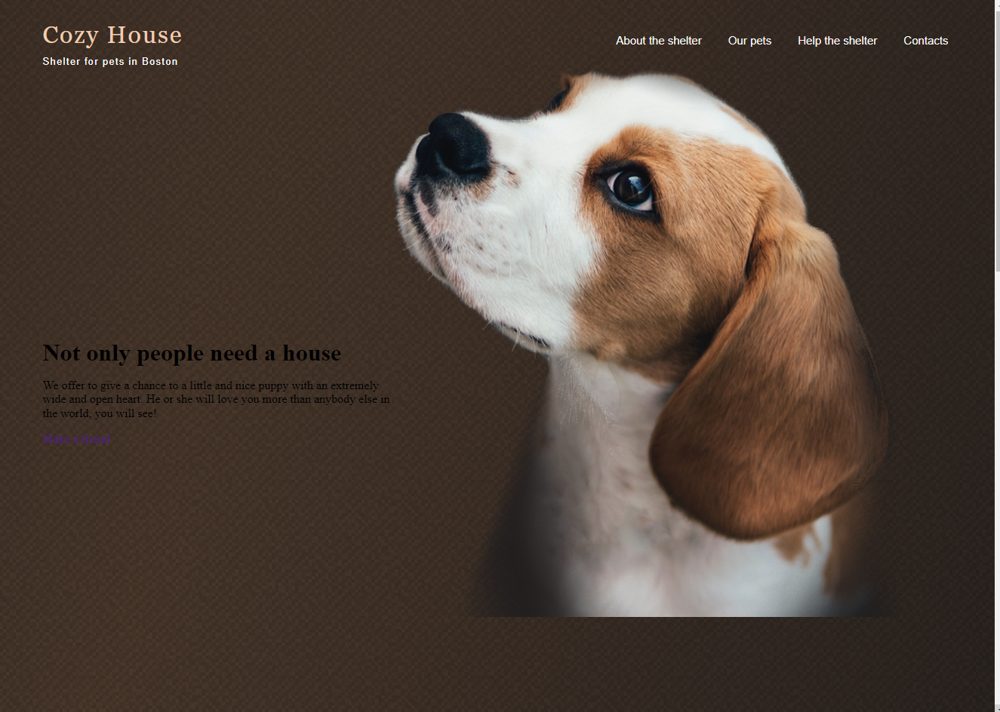 Cozy House
Shelter for pets in Boston
About the shelter
Our pets
Help the shelter
Contacts
Not only people need a house
We offer to give a chance to a little and nice puppy with an extremely
wide and open heart. He or she will love you more than anybody else in
the world, you will see!
Make a friend